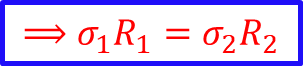 ⟹ σ₁R₁ = σ₂R₂